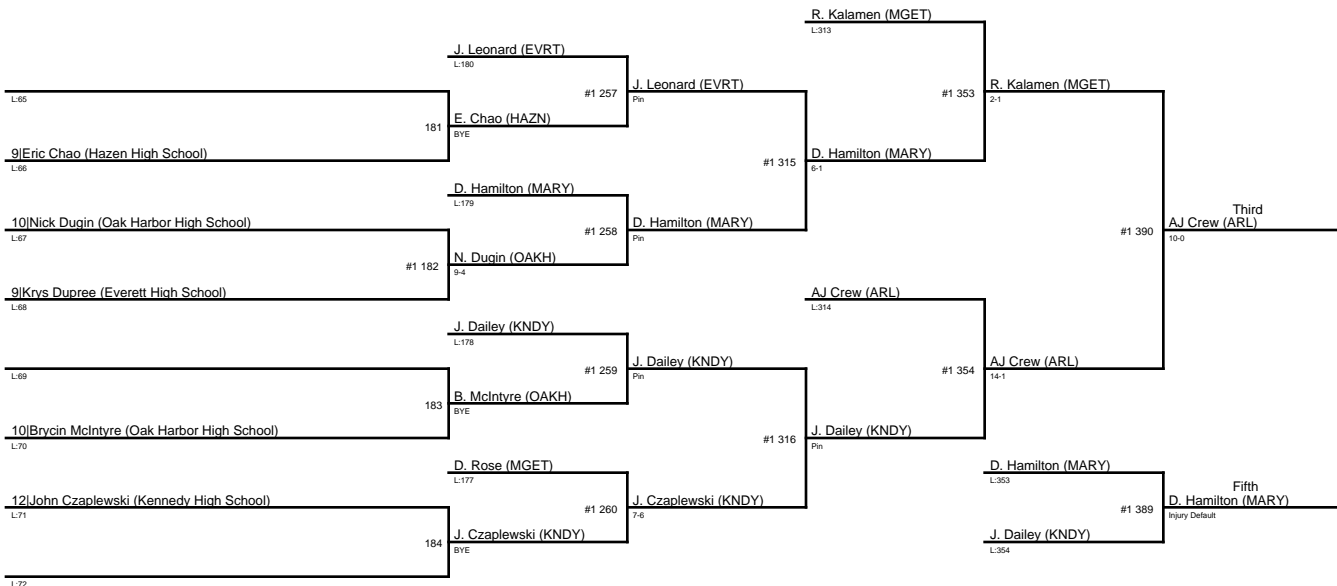 R. Kalamen (MGET)
L:313
J. Leonard (EVRT)
L:180
J. Leonard (EVRT)
Pin
R. Kalamen (MGET)
2-1
#1 257
#1 353
L:65
E. Chao (HAZN)
BYE
181
9|Eric Chao (Hazen High School)
L:66
D. Hamilton (MARY)
6-1
#1 315
D. Hamilton (MARY)
L:179
Third
10|Nick Dugin (Oak Harbor High School)
L:67
D. Hamilton (MARY)
Pin
AJ Crew (ARL)
10-0
#1 258
#1 390
N. Dugin (OAKH)
9-4
#1 182
9|Krys Dupree (Everett High School)
L:68
AJ Crew (ARL)
L:314
J. Dailey (KNDY)
L:178
J. Dailey (KNDY)
Pin
AJ Crew (ARL)
14-1
#1 259
#1 354
L:69
B. McIntyre (OAKH)
BYE
183
10|Brycin McIntyre (Oak Harbor High School)
L:70
J. Dailey (KNDY)
Pin
#1 316
D. Rose (MGET)
L:177
D. Hamilton (MARY)
L:353
Fifth
12|John Czaplewski (Kennedy High School)
L:71
J. Czaplewski (KNDY)
7-6
D. Hamilton (MARY)
Injury Default
#1 260
#1 389
J. Czaplewski (KNDY)
BYE
184
J. Dailey (KNDY)
L:354
L:72